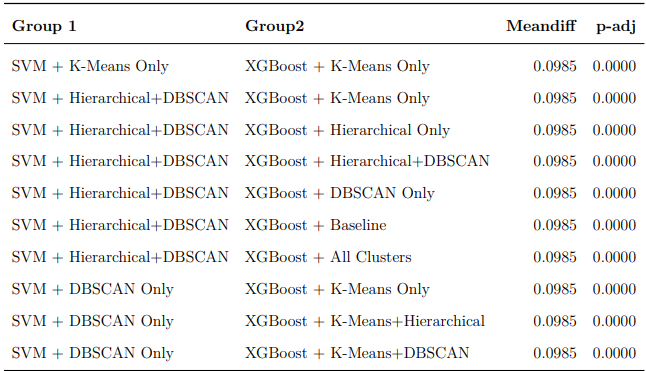 Group 1 Group2 Meandiff p-adj
SVM + K-Means Only XGBoost + K-Means Only 0.0985 0.0000
SVM + Hierarchical+DBSCAN XGBoost + K-Means Only 0.0985 0.0000
SVM + Hierarchical+DBSCAN XGBoost + Hierarchical Only 0.0985 0.0000
SVM + Hierarchical+DBSCAN XGBoost + Hierarchical+DBSCAN 0.0985 0.0000
SVM + Hierarchical+DBSCAN XGBoost + DBSCAN Only 0.0985 0.0000
SVM + Hierarchical+DBSCAN XGBoost + Baseline 0.0985 0.0000
SVM + Hierarchical+DBSCAN XGBoost + All Clusters 0.0985 0.0000
SVM + DBSCAN Only XGBoost + K-Means Only 0.0985 0.0000
SVM + DBSCAN Only XGBoost + K-Means+Hierarchical 0.0985 0.0000
SVM + DBSCAN Only XGBoost + K-Means+DBSCAN 0.0985 0.0000